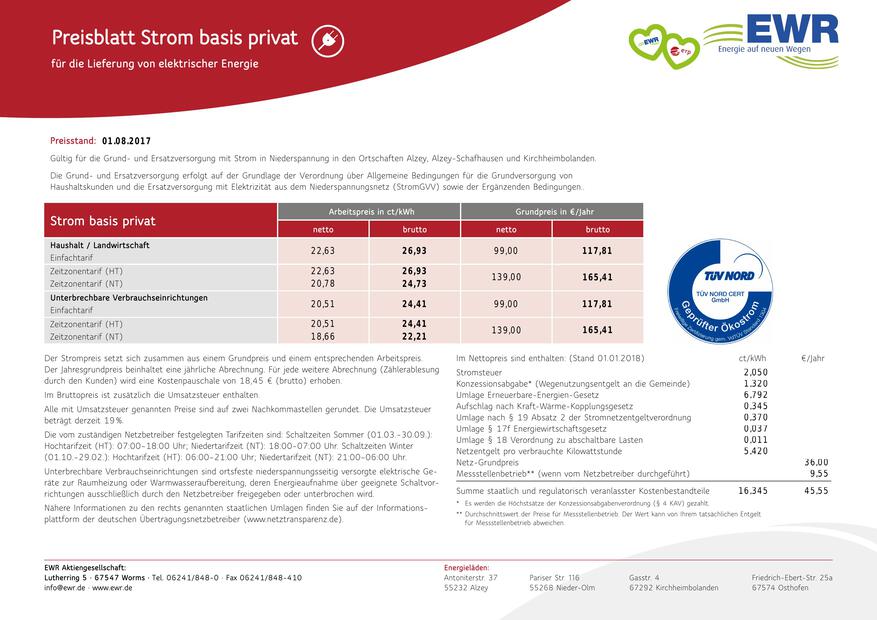 Preisblatt Strom basis privat
für die Lieferung von elektrischer Energie
EWR
Energie auf neuen Wegen
EWR
erp
Preisstand: 01.08.2017
Gültig für die Grund- und Ersatzversorgung mit Strom in Niederspannung in den Ortschaften Alzey, Alzey-Schafhausen und Kirchheimbolanden.
Die Grund- und Ersatzversorgung erfolgt auf der Grundlage der Verordnung über Allgemeine Bedingungen für die Grundversorgung von
Haushaltskunden und die Ersatzversorgung mit Elektrizität aus dem Niederspannungsnetz (StromGVV) sowie der Ergänzenden Bedingungen.
Strom basis privat
Arbeitspreis in ct/kWh Grundpreis in €/Jahr
netto brutto netto brutto
Haushalt / Landwirtschaft
Einfachtarif 22,63 26,93 99,00 117,81
Zeitzonentarif (HT) 22,63 26,93 139,00 165,41
Zeitzonentarif (NT) 20,78 24,73
Unterbrechbare Verbrauchseinrichtungen
Einfachtarif 20,51 24,41 99,00 117,81
Zeitzonentarif (HT) 20,51 24,41 139,00 165,41
Zeitzonentarif (NT) 18,66 22,21
TÜV NORD
TÜV NORD CERT
GmbH
Geprüfter Ökostrom
Der Strompreis setzt sich zusammen aus einem Grundpreis und einem entsprechenden Arbeitspreis.
Der Jahresgrundpreis beinhaltet eine jährliche Abrechnung. Für jede weitere Abrechnung (Zählerablesung
durch den Kunden) wird eine Kostenpauschale von 18,45 € (brutto) erhoben.
Im Bruttopreis ist zusätzlich die Umsatzsteuer enthalten.
Alle mit Umsatzsteuer genannten Preise sind auf zwei Nachkommastellen gerundet. Die Umsatzsteuer
beträgt derzeit 19%.
Die vom zuständigen Netzbetreiber festgelegten Tarifzeiten sind: Schaltzeiten Sommer (01.03.-30.09.):
Hochtarifzeit (HT): 07:00-18:00 Uhr; Niedertarifzeit (NT): 18:00-07:00 Uhr. Schaltzeiten Winter
(01.10.-29.02.): Hochtarifzeit (HT): 06:00-21:00 Uhr; Niedertarifzeit (NT): 21:00-06:00 Uhr.
Unterbrechbare Verbrauchseinrichtungen sind ortsfeste niederspannungsseitig versorgte elektrische Ge-
räte zur Raumheizung oder Warmwasseraufbereitung, deren Energieaufnahme über geeignete Schaltvor-
richtungen ausschließlich durch den Netzbetreiber freigegeben oder unterbrochen wird.
Nähere Informationen zu den rechts genannten staatlichen Umlagen finden Sie auf der Informations-
plattform der deutschen Übertragungsnetzbetreiber (www.netztransparenz.de).
Im Nettopreis sind enthalten: (Stand 01.01.2018) ct/kWh €/Jahr
Stromsteuer 2,050
Konzessionsabgabe* (Wegenutzungsentgelt an die Gemeinde) 1,320
Umlage Erneuerbare-Energien-Gesetz 6,792
Aufschlag nach Kraft-Wärme-Kopplungsgesetz 0,345
Umlage nach § 19 Absatz 2 der Stromnetzentgeltverordnung 0,370
Umlage § 17f Energiewirtschaftsgesetz 0,037
Umlage § 18 Verordnung zu abschaltbare Lasten 0,011
Netzentgelt pro verbrauchte Kilowattstunde 5,420
Netz-Grundpreis 36,00
Messstellenbetrieb** (wenn vom Netzbetreiber durchgeführt) 9,55
Summe staatlich und regulatorisch veranlasster Kostenbestandteile 16,345 45,55
* Es werden die Höchstsätze der Konzessionsabgabenverordnung (§ 4 KAV) gezahlt.
** Durchschnittswert der Preise für Messstellenbetrieb. Der Wert kann von Ihrem tatsächlichen Entgelt
für Messstellenbetrieb abweichen.
EWR Aktiengesellschaft:
Lutherring 5 · 67547 Worms · Tel. 06241/848-0 · Fax 06241/848-410
info@ewr.de · www.ewr.de
Energieläden:
Antoniterstr. 37 Pariser Str. 116 Gasstr. 4 Friedrich-Ebert-Str. 25a
55232 Alzey 55268 Nieder-Olm 67292 Kirchheimbolanden 67574 Osthofen